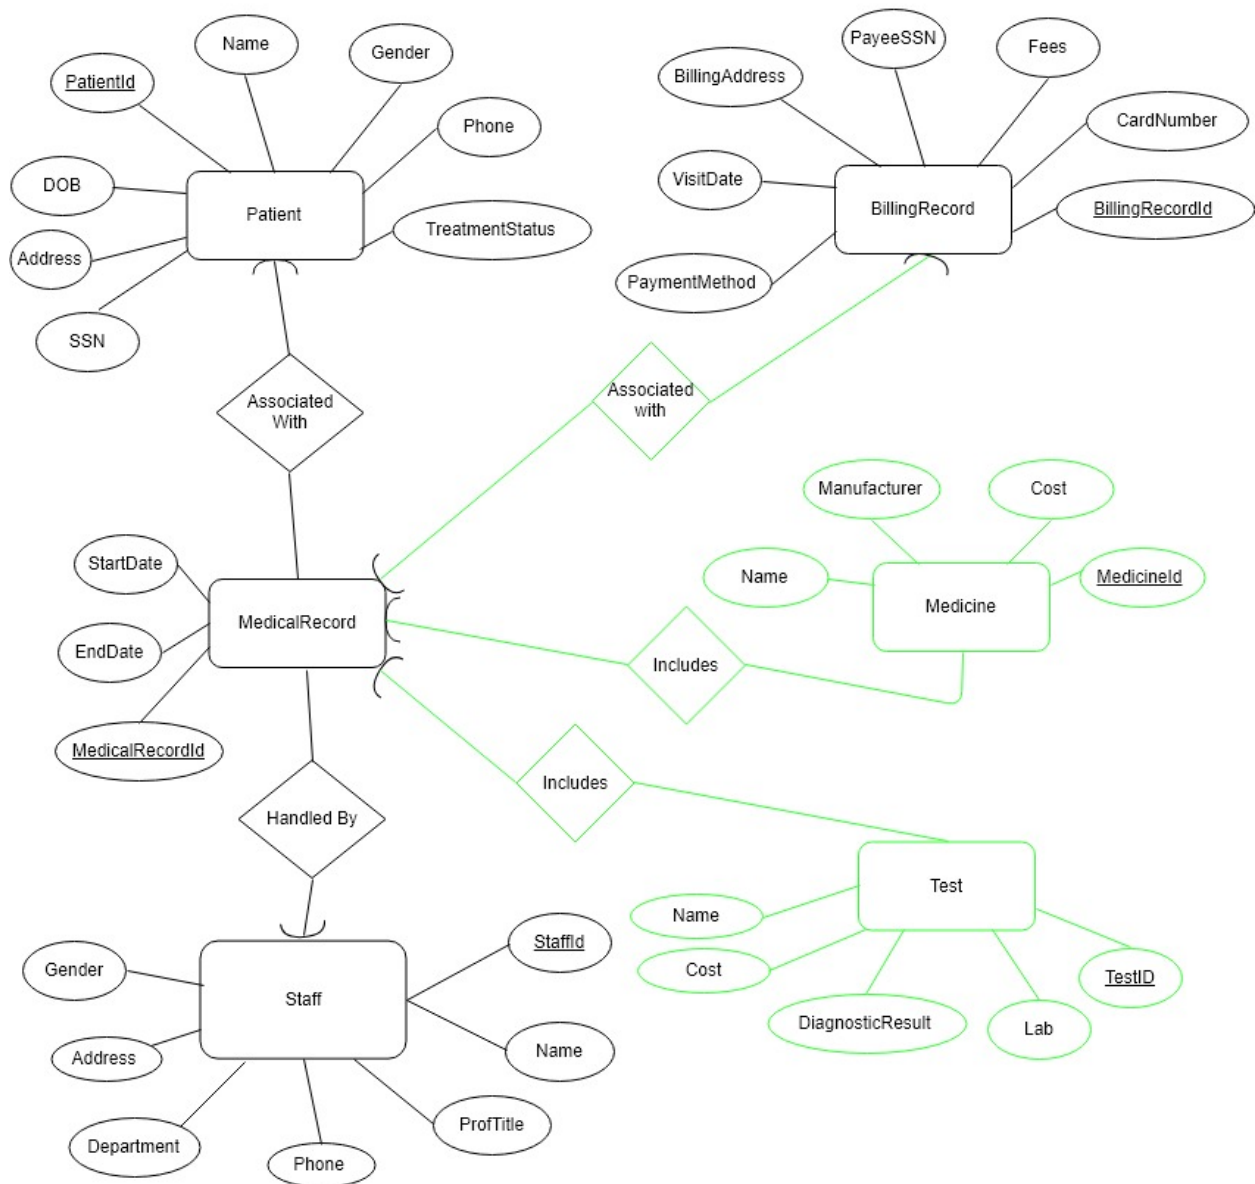 Name
Gender
PatientId
Phone
DOB
Patient
TreatmentStatus
Address
SSN
PayeeSSN
Fees
BillingAddress
CardNumber
VisitDate
BillingRecord
BillingRecordId
PaymentMethod
Associated
With
Associated
with
Manufacturer
Cost
Name
MedicineId
Medicine
StartDate
MedicalRecord
EndDate
MedicalRecordId
Includes
Includes
Handled By
Test
Name
Cost
TestID
DiagnosticResult
Lab
StaffId
Gender
Staff
Address
Name
Department
ProfTitle
Phone